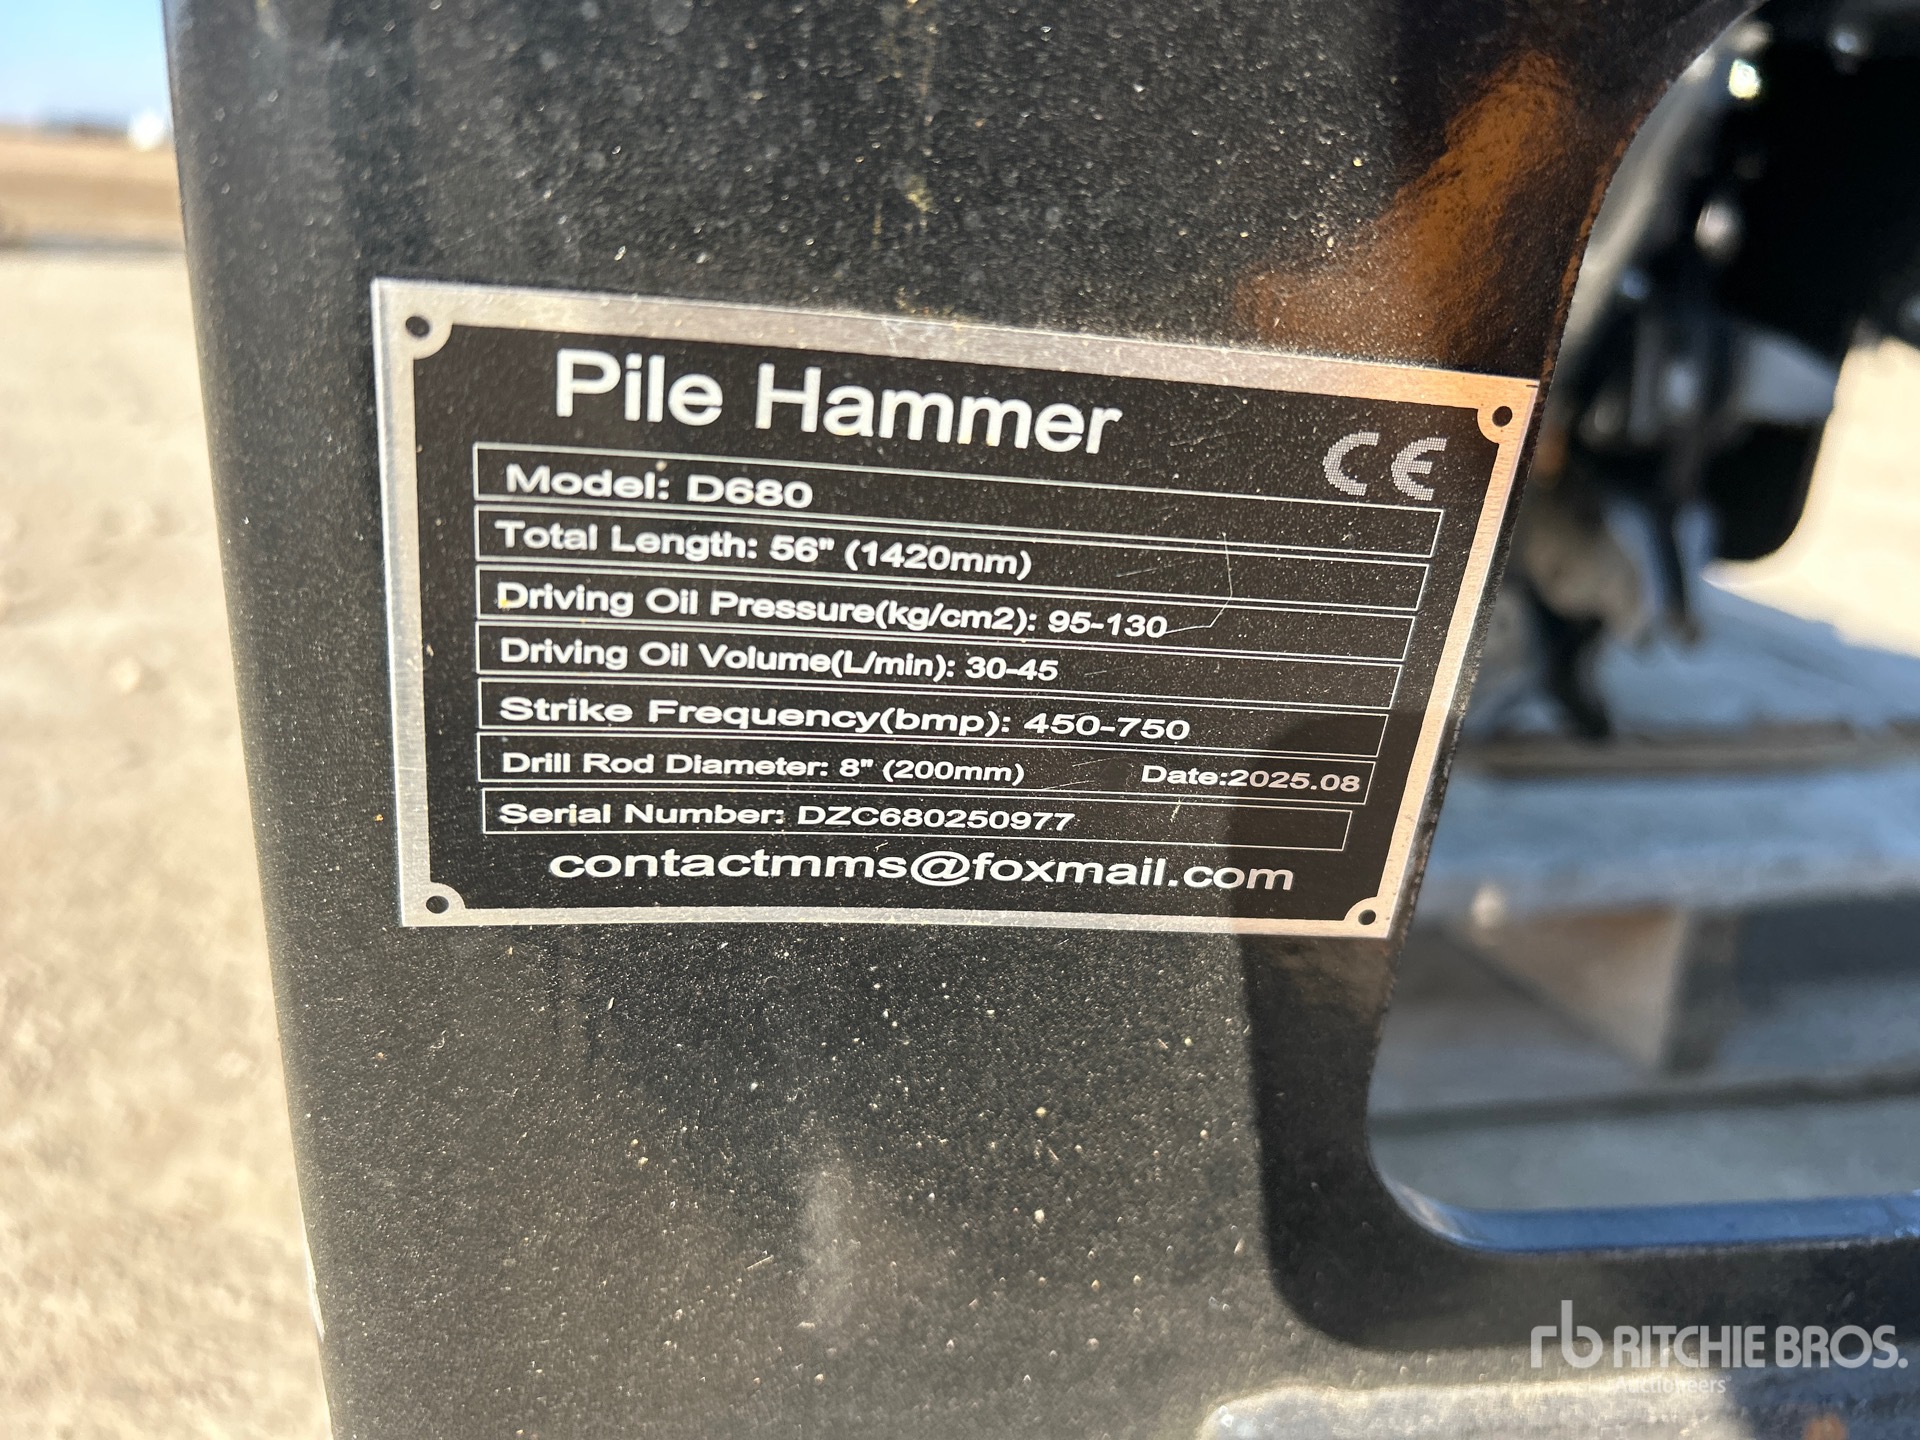 Pile Hammer
CE
Model: D680
Total Length: 56" (1420mm)
Driving Oil Pressure(kg/cm2): 95-130
Driving Oil Volume(L/min): 30-45
Strike Frequency(bmp): 450-750
Drill Rod Diameter: 8" (200mm) Date:2025.08
Serial Number: DZC680250977
contactmms@foxmail.com
rb RITCHIE BROS.
Auctioneers